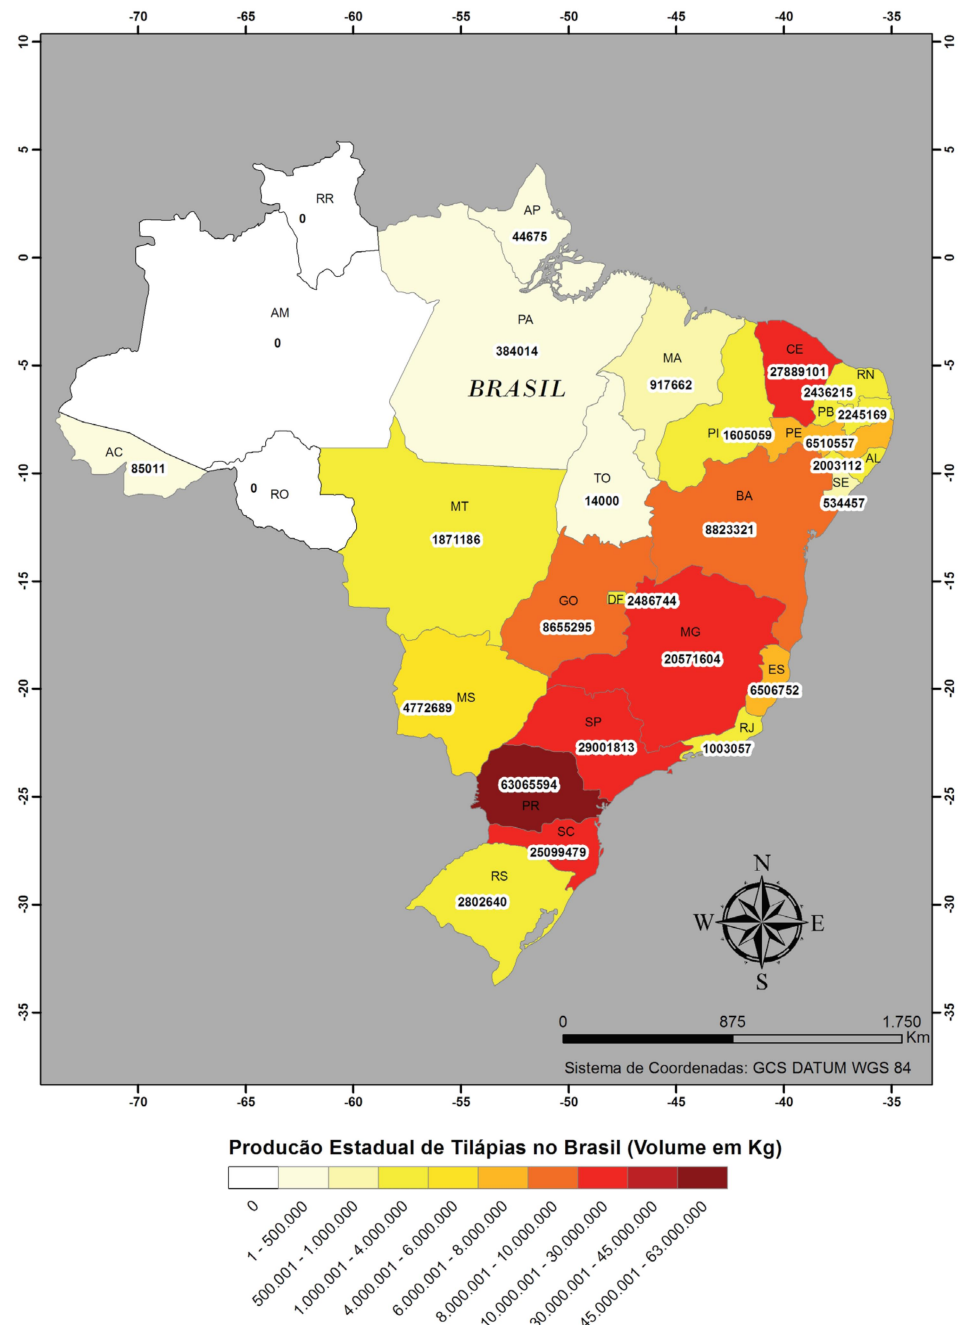 -70 -65 -60 -55 -50 -45 -40 -35
10 10
5 5
0 0
-5 -5
-10 -10
-15 -15
-20 -20
-25 -25
-30 -30
-35 -35
RR
0
AP
44675
AM
0
PA
384014
BRASIL
MA
917662
CE
27889101
RN
2436215
PB
2245169
PI
1605059
PE
6510557
AL
2003112
SE
534457
AC
85011
RO
0
TO
14000
MT
1871186
BA
8823321
GO
8655295
DF
2486744
MG
20571604
ES
6506752
MS
4772689
SP
29001813
RJ
1003057
63065594
PR
SC
25099479
RS
2802640
N
W E
S
0 875 1.750
Km
Sistema de Coordenadas: GCS DATUM WGS 84
-70 -65 -60 -55 -50 -45 -40 -35
Producão Estadual de Tilápias no Brasil (Volume em Kg)
0
1 - 500.000
500.001 - 1.000.000
1.000.001 - 4.000.000
4.000.001 - 6.000.000
6.000.001 - 8.000.000
8.000.001 - 10.000.000
10.000.001 - 30.000.000
30.000.001 - 45.000.000
45.000.001 - 63.000.000